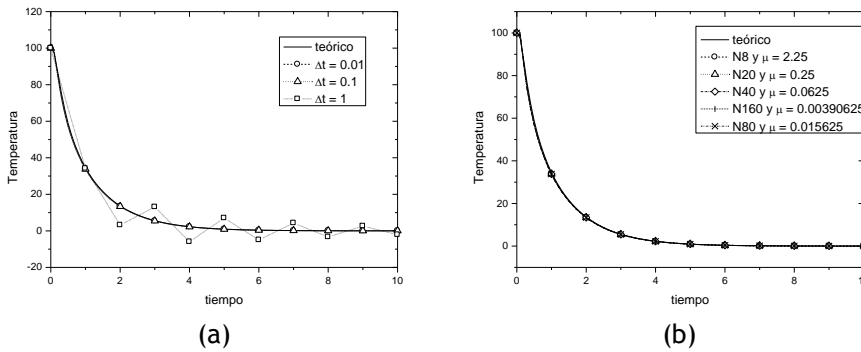 120
100
80
60
40
20
0
-20
Temperatura
0 2 4 6 8 10
tiempo
teórico
Δt = 0.01
Δt = 0.1
Δt = 1
(a)
100
80
60
40
20
0
Temperatura
0 2 4 6 8 1
tiempo
teórico
N8 y μ = 2.25
N20 y μ = 0.25
N40 y μ = 0.0625
N160 y μ = 0.00390625
N80 y μ = 0.015625
(b)